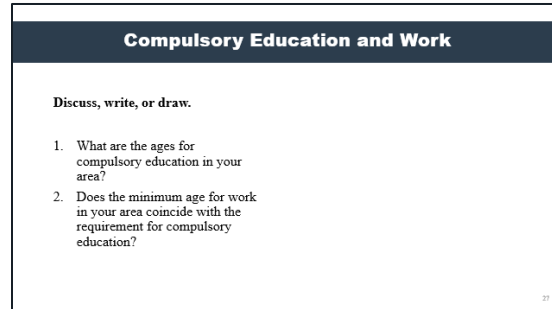 Compulsory Education and Work
Discuss, write, or draw.
1. What are the ages for
compulsory education in your
area?
2. Does the minimum age for work
in your area coincide with the
requirement for compulsory
education?
27